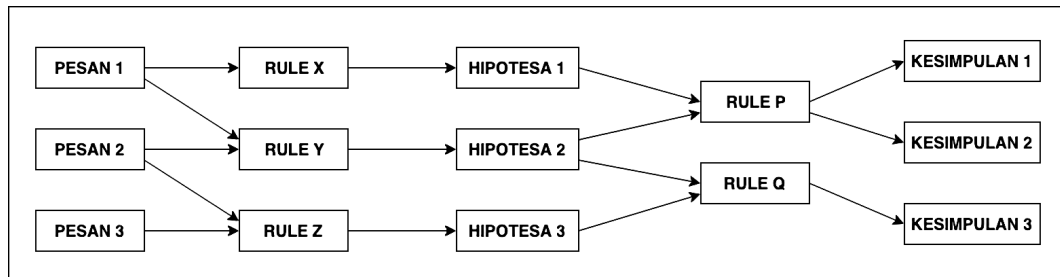 PESAN 1
RULE X
HIPOTESA 1
KESIMPULAN 1
RULE P
PESAN 2
RULE Y
HIPOTESA 2
KESIMPULAN 2
RULE Q
PESAN 3
RULE Z
HIPOTESA 3
KESIMPULAN 3